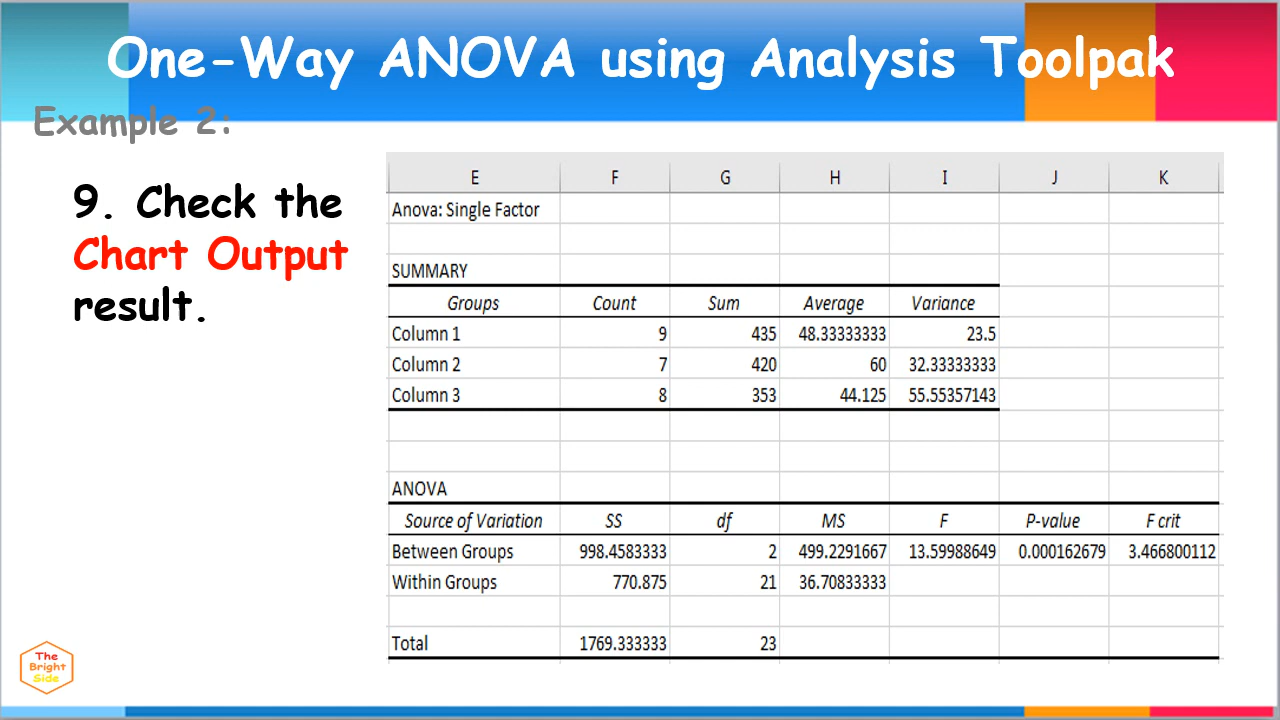 One-Way ANOVA using Analysis Toolpak
Example 2:
9. Check the
Chart Output
result.
E F G H I J K
Anova: Single Factor
SUMMARY
Groups Count Sum Average Variance
Column 1 9 435 48.33333333 23.5
Column 2 7 420 60 32.33333333
Column 3 8 353 44.125 55.55357143
ANOVA
Source of Variation SS df MS F P-value F crit
Between Groups 998.4583333 2 499.2291667 13.59988649 0.000162679 3.466800112
Within Groups 770.875 21 36.70833333
Total 1769.333333 23
The
Bright
Side